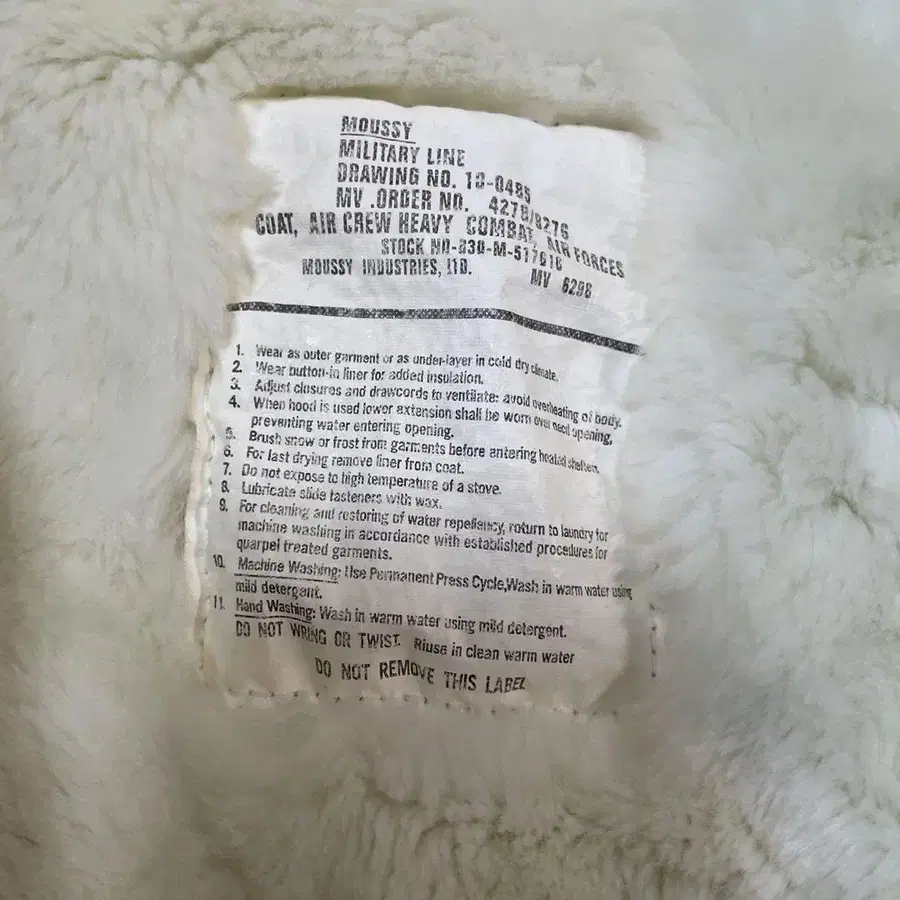 MOUSSY
MILITARY LINE
DRAWING NO. 10-0485
MV .ORDER NO. 4278/8276
COAT, AIR CREW HEAVY COMBAT, AIR FORCES
STOCK NO-830-M-517616
MOUSSY INDUSTRIES, LTD. MV 6298
1. Wear as outer garment or as under-layer in cold dry climate.
2. Wear button-in liner for added insulation.
3. Adjust closures and drawcords to ventilate: avoid overheating of body.
4. When hood is used lower extension shall be worn over neck opening,
preventing water entering opening.
5. Brush snow or frost from garments before entering heated shelters.
6. For last drying remove liner from coat.
7. Do not expose to high temperature of a stove.
8. Lubricate slide fasteners with wax.
9. For cleaning and restoring of water repellency, return to laundry for
machine washing in accordance with established procedures for
quarpel treated garments.
10. Machine Washing: Use Permanent Press Cycle,Wash in warm water using
mild detergent.
11. Hand Washing: Wash in warm water using mild detergent.
DO NOT WRING OR TWIST. Riuse in clean warm water
DO NOT REMOVE THIS LABEL